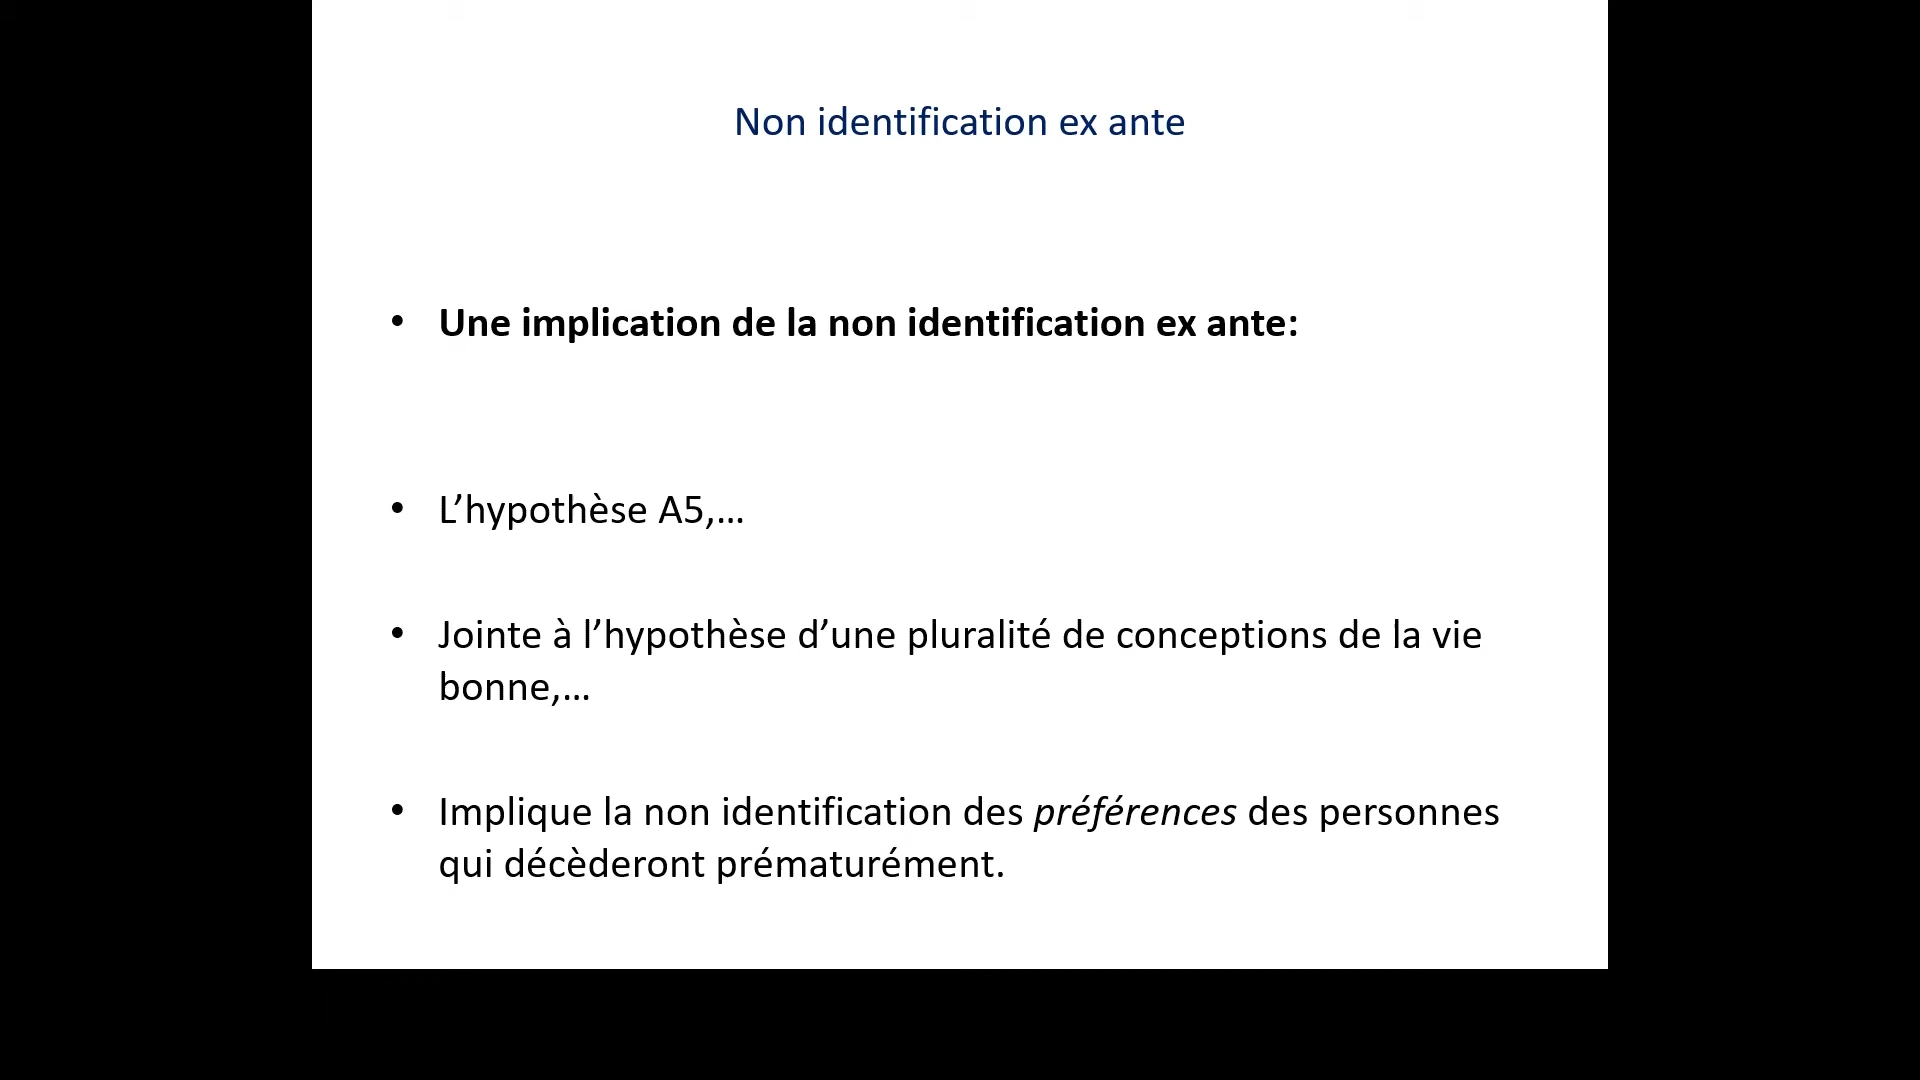 Non identification ex ante
• Une implication de la non identification ex ante:
• L’hypothèse A5,…
• Jointe à l’hypothèse d’une pluralité de conceptions de la vie
bonne,…
• Implique la non identification des préférences des personnes
qui décèderont prématurément.